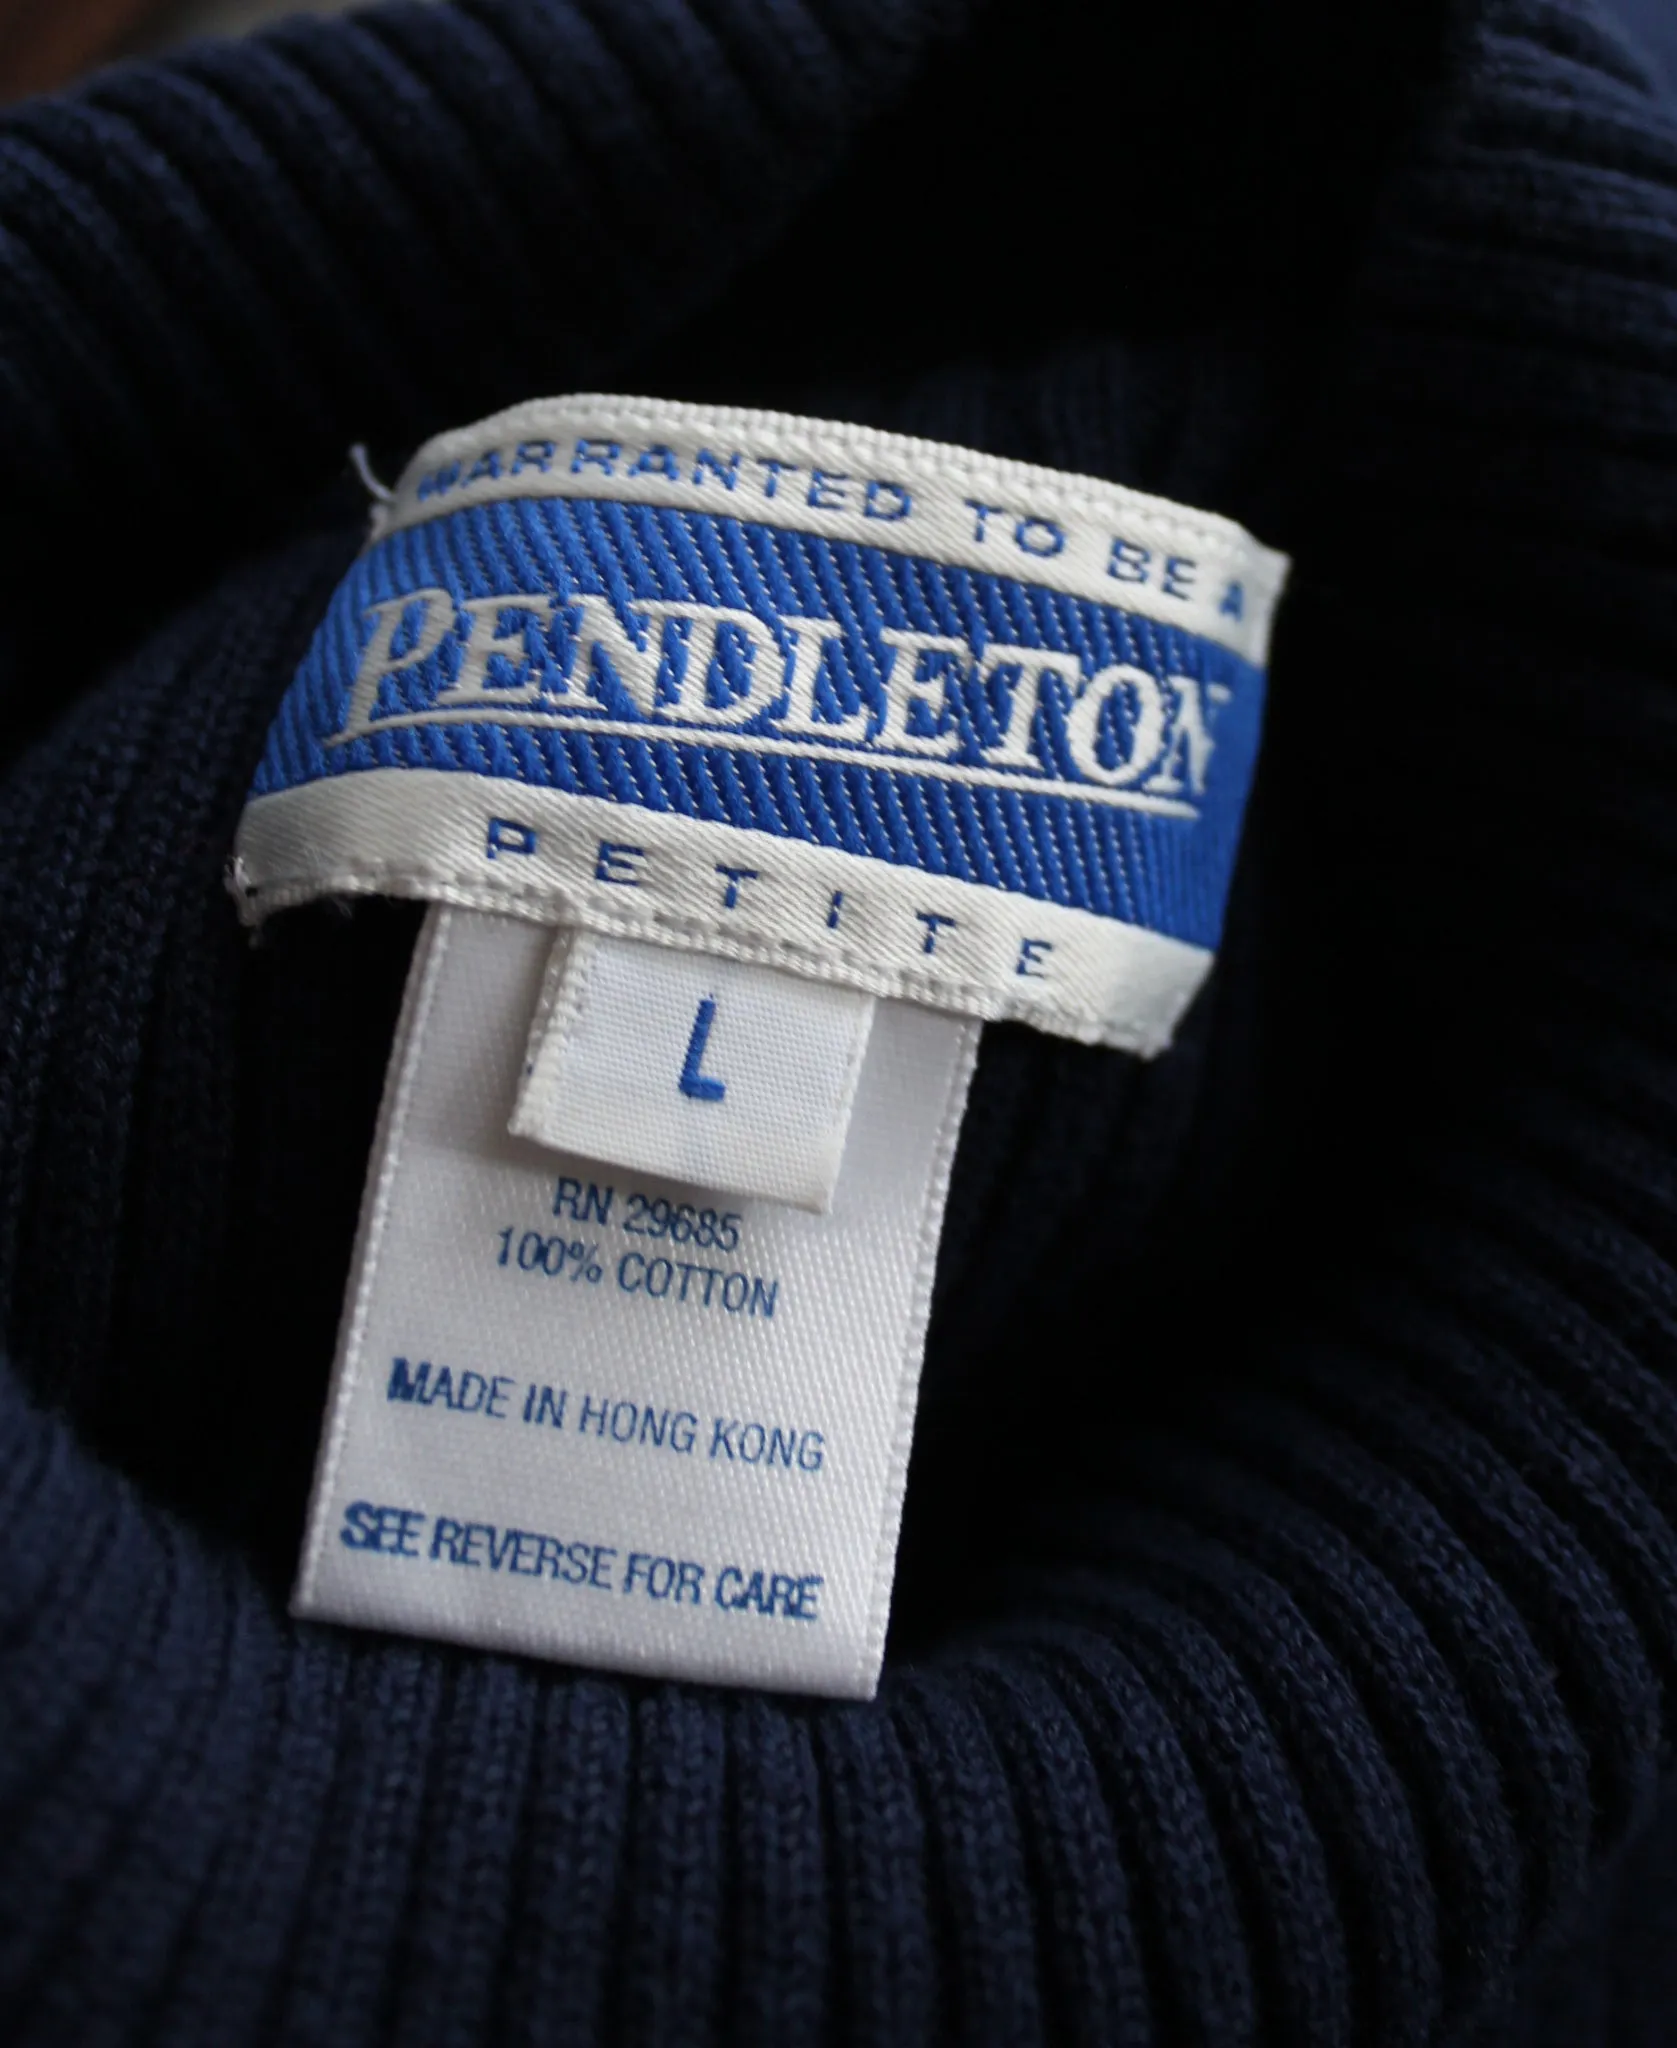 WARRANTED TO BE A
PENDLETON
PETITE
L
RN 29685
100% COTTON
MADE IN HONG KONG
SEE REVERSE FOR CARE